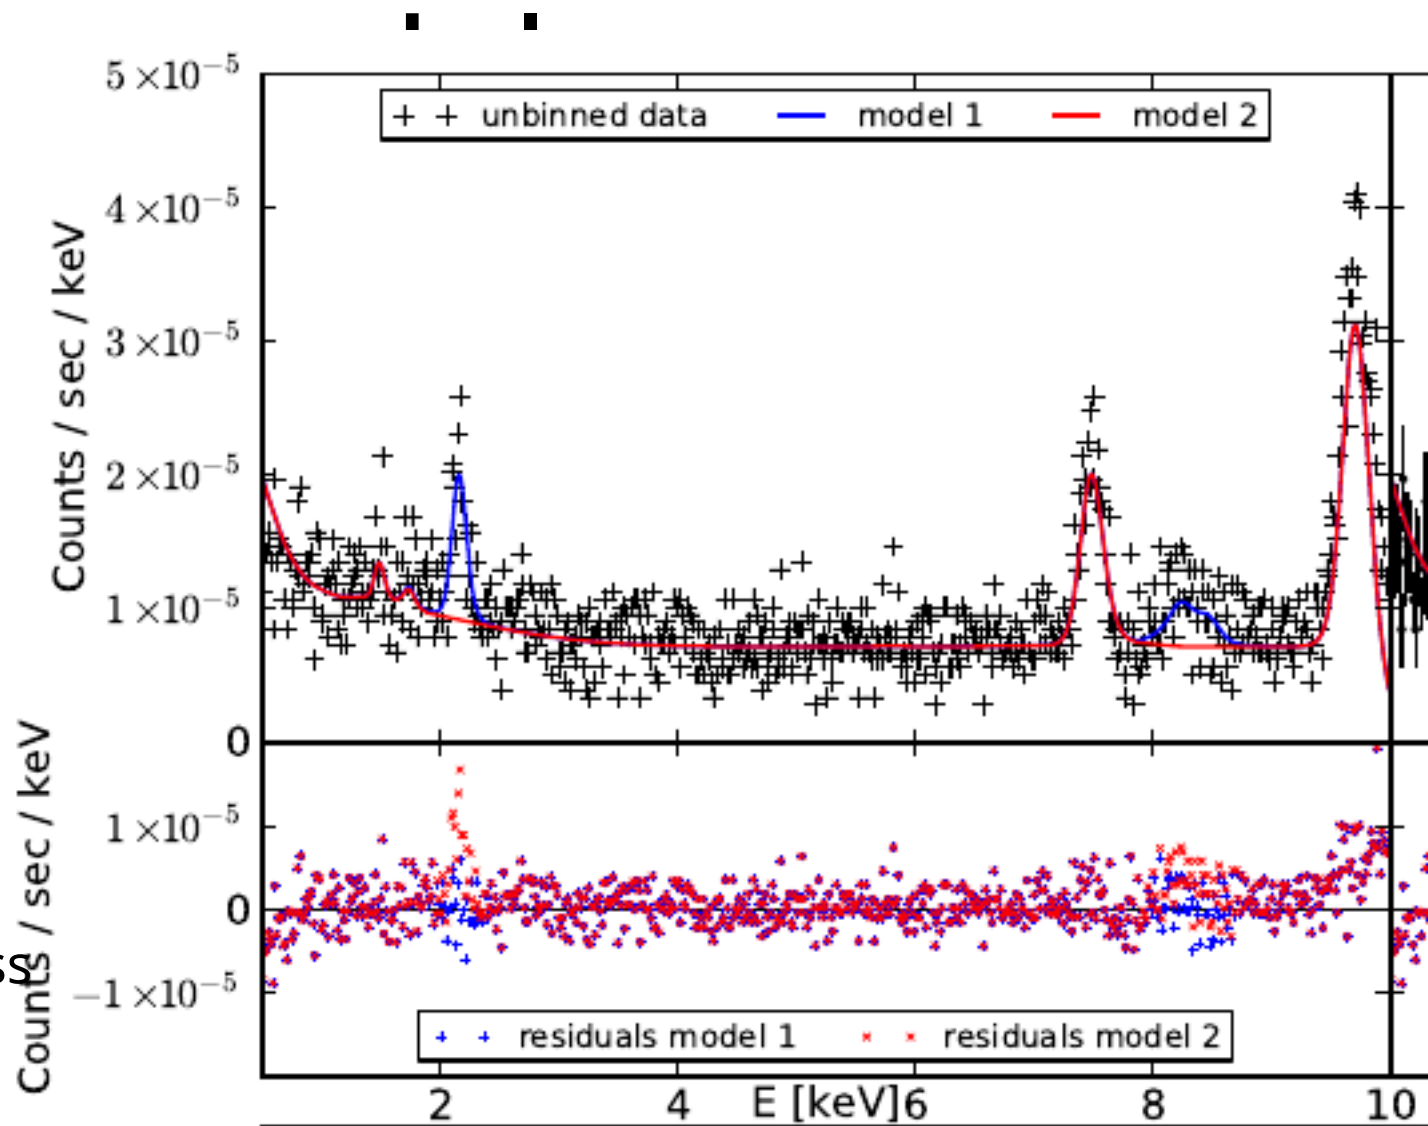 5×10⁻⁵
unbinned data model 1 model 2
4×10⁻⁵
3×10⁻⁵
2×10⁻⁵
1×10⁻⁵
0
Counts / sec / keV
1×10⁻⁵
0
−1×10⁻⁵
Counts / sec / keV
ss
residuals model 1 residuals model 2
2 4 E [keV] 6 8 10